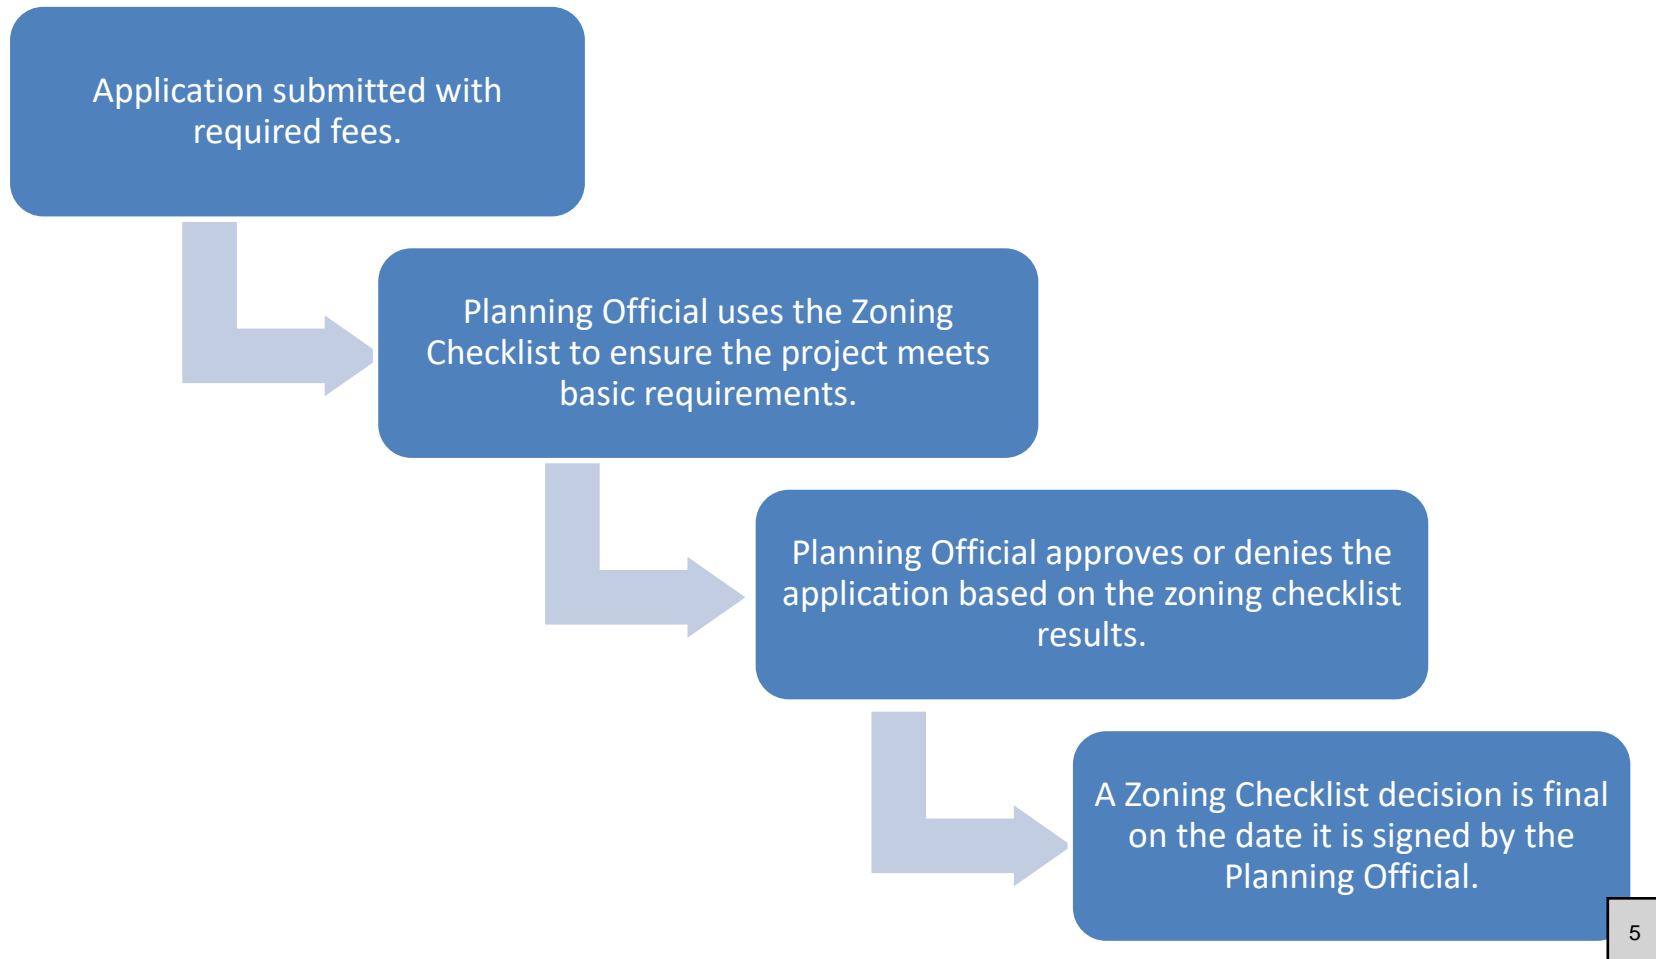 Application submitted with
required fees.
Planning Official uses the Zoning
Checklist to ensure the project meets
basic requirements.
Planning Official approves or denies the
application based on the zoning checklist
results.
A Zoning Checklist decision is final
on the date it is signed by the
Planning Official.
5